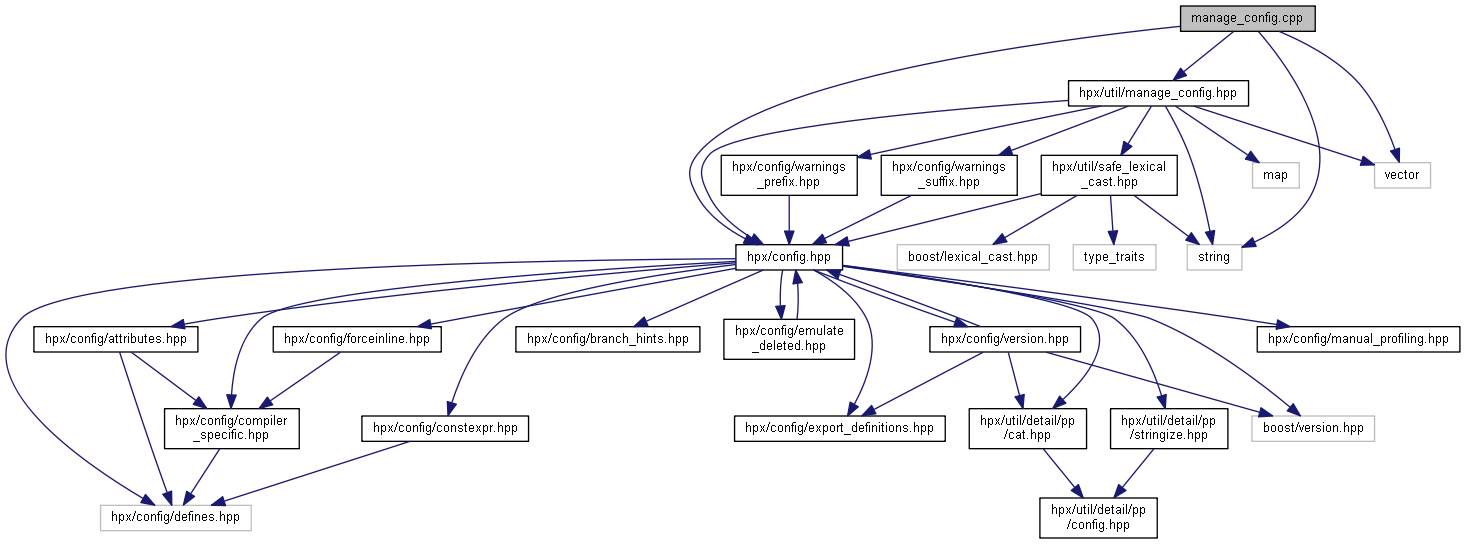 manage_config.cpp
hpx/util/manage_config.hpp
hpx/config/warnings
_prefix.hpp
hpx/config/warnings
_suffix.hpp
hpx/util/safe_lexical
_cast.hpp
map
vector
hpx/config.hpp
boost/lexical_cast.hpp
type_traits
string
hpx/config/attributes.hpp
hpx/config/forceinline.hpp
hpx/config/branch_hints.hpp
hpx/config/emulate
_deleted.hpp
hpx/config/version.hpp
hpx/config/manual_profiling.hpp
hpx/config/compiler
_specific.hpp
hpx/config/constexpr.hpp
hpx/config/export_definitions.hpp
hpx/util/detail/pp
/cat.hpp
hpx/util/detail/pp
/stringize.hpp
boost/version.hpp
hpx/config/defines.hpp
hpx/util/detail/pp
/config.hpp